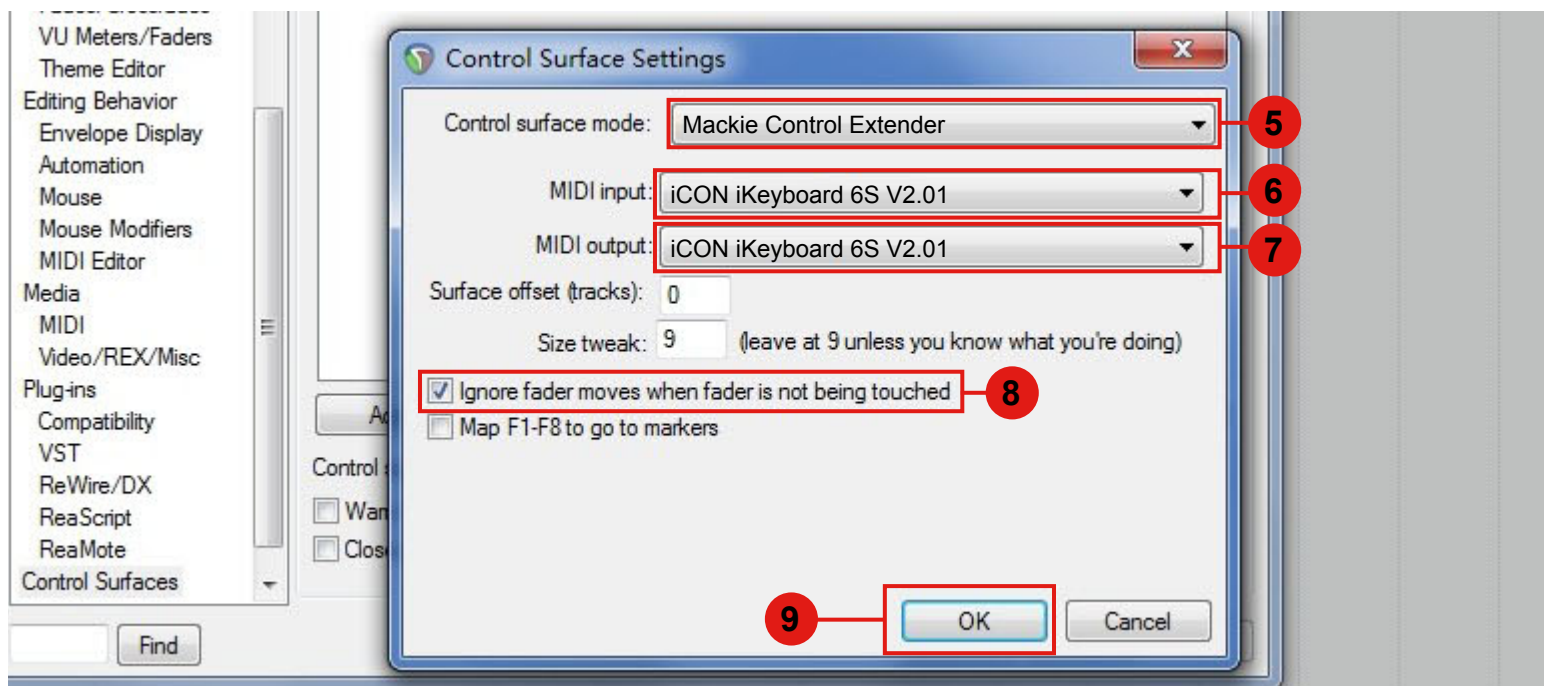 VU Meters/Faders
Theme Editor
Editing Behavior
Envelope Display
Automation
Mouse
Mouse Modifiers
MIDI Editor
Media
MIDI
Video/REX/Misc
Plug-ins
Compatibility
VST
ReWire/DX
ReaScript
ReaMote
Control Surfaces
Find
Control
Control Surface Settings
Control surface mode: Mackie Control Extender 5
MIDI input: iCON iKeyboard 6S V2.01 6
MIDI output: iCON iKeyboard 6S V2.01 7
Surface offset (tracks): 0
Size tweak: 9 (leave at 9 unless you know what you're doing)
Ignore fader moves when fader is not being touched 8
Map F1-F8 to go to markers
9 OK Cancel